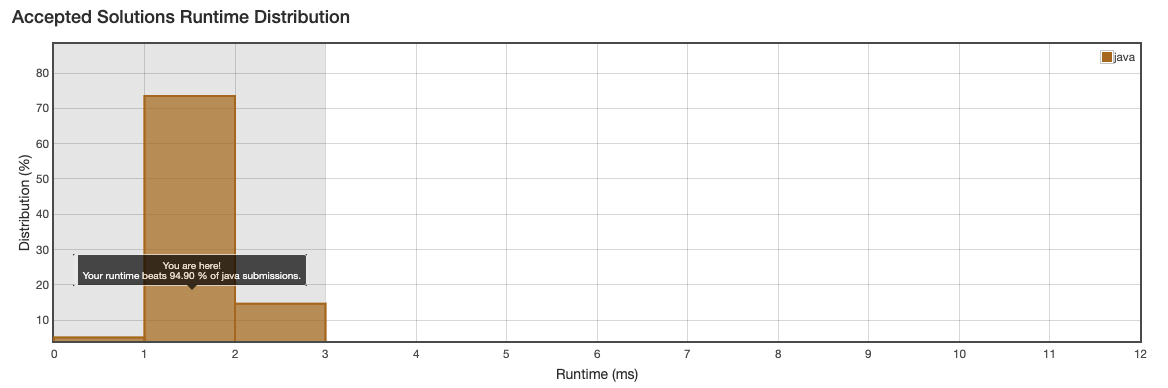 Accepted Solutions Runtime Distribution
java
80
70
60
50
40
30
20
10
Distribution (%)
You are here!
Your runtime beats 94.90 % of java submissions.
0 1 2 3 4 5 6 7 8 9 10 11 12
Runtime (ms)